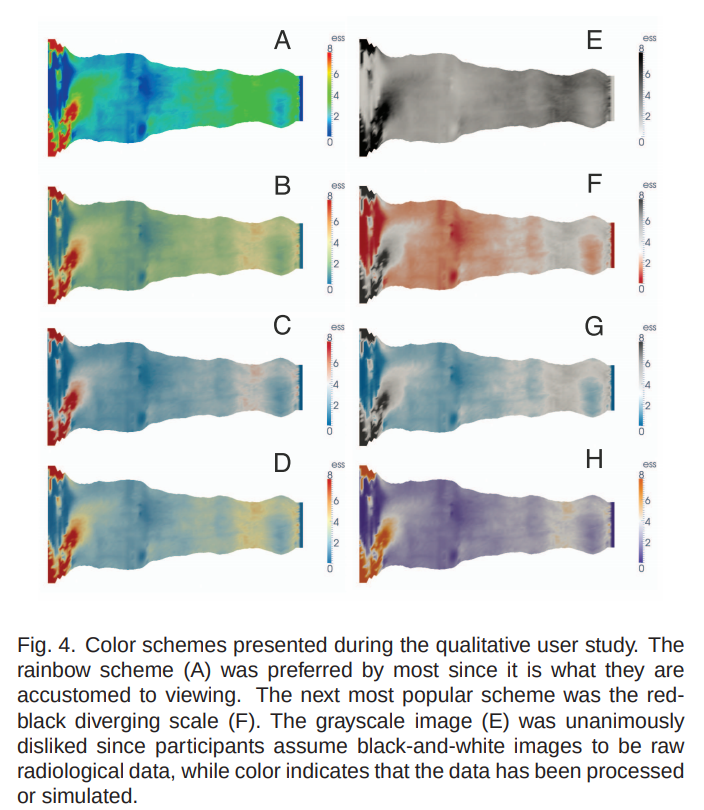 A
ess
8
6
4
2
0
E
ess
8
6
4
2
0
B
ess
8
6
4
2
0
F
ess
8
6
4
2
0
C
ess
8
6
4
2
0
G
ess
8
6
4
2
0
D
ess
8
6
4
2
0
H
ess
8
6
4
2
0
Fig. 4. Color schemes presented during the qualitative user study. The
rainbow scheme (A) was preferred by most since it is what they are
accustomed to viewing. The next most popular scheme was the red-
black diverging scale (F). The grayscale image (E) was unanimously
disliked since participants assume black-and-white images to be raw
radiological data, while color indicates that the data has been processed
or simulated.